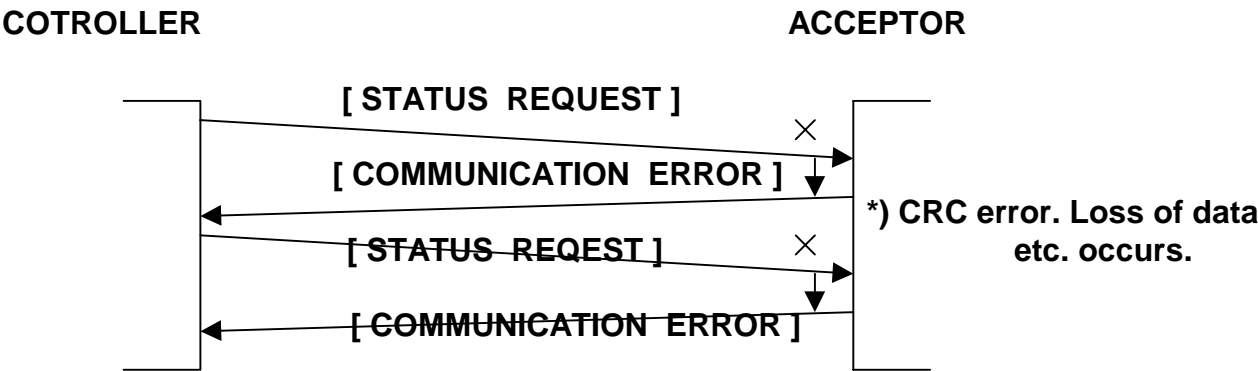 COTROLLER
ACCEPTOR
[ STATUS REQUEST ]
[ COMMUNICATION ERROR ]
*) CRC error. Loss of data
etc. occurs.
[ STATUS REQEST ]
[ COMMUNICATION ERROR ]